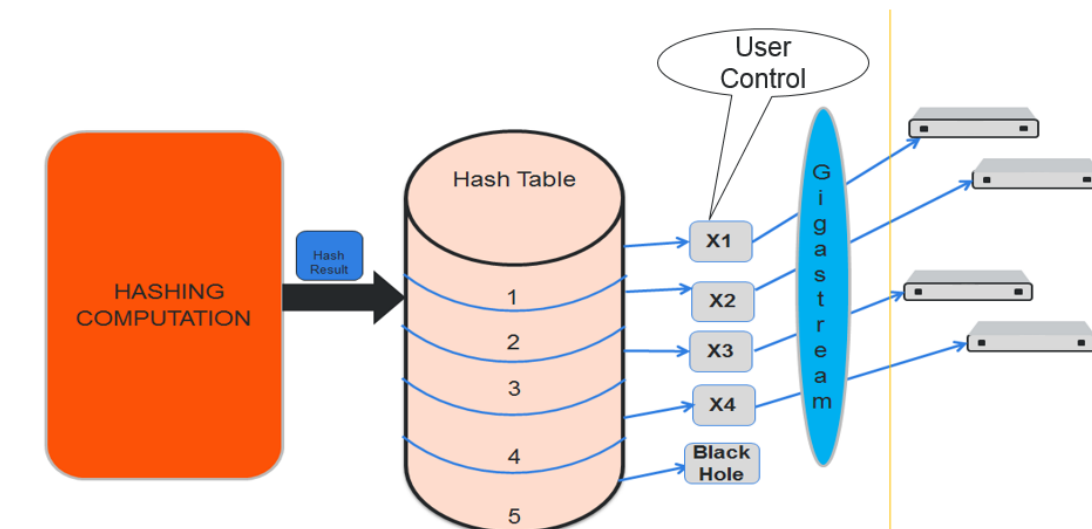 User
Control
HASHING
COMPUTATION
Hash
Result
Hash Table
1
2
3
4
5
X1
X2
X3
X4
Black
Hole
Gigastream